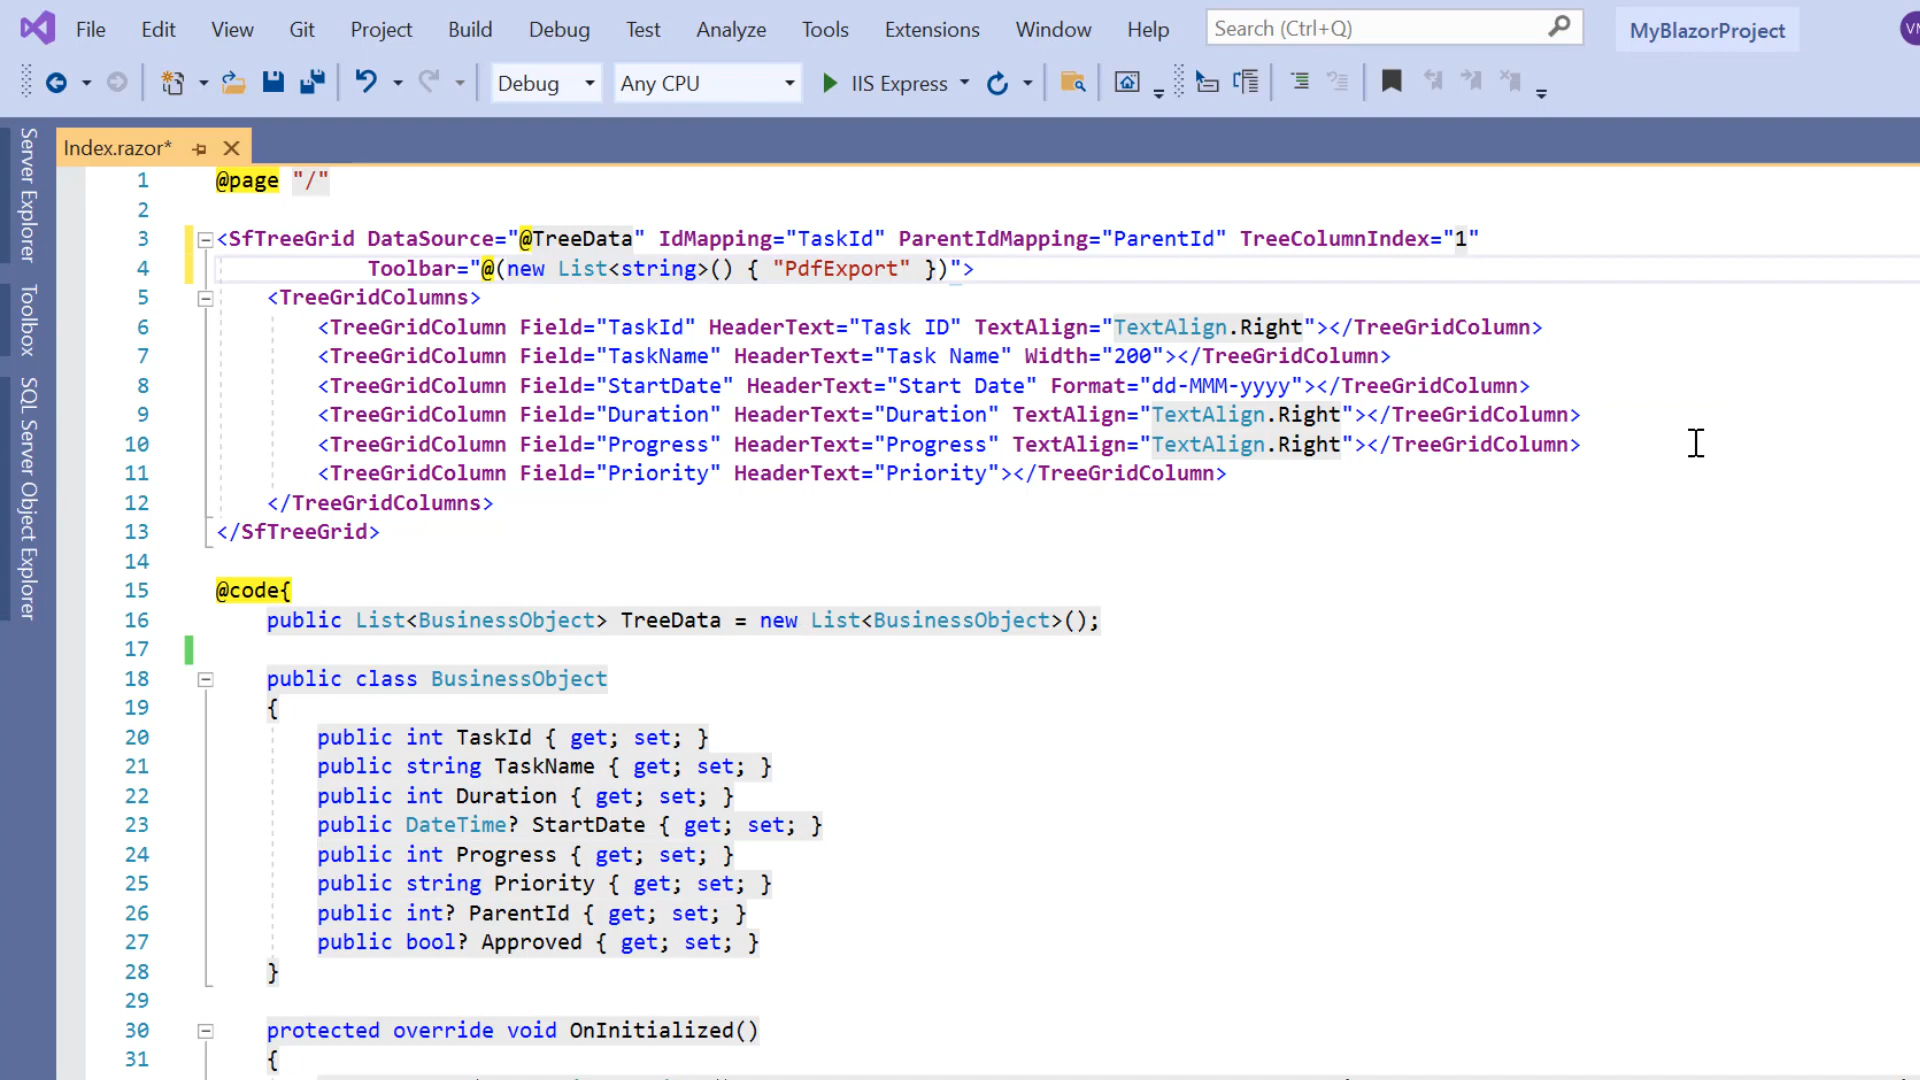 File Edit View Git Project Build Debug Test Analyze Tools Extensions Window Help Search (Ctrl+Q) MyBlazorProject VM
Debug Any CPU IIS Express
Server Explorer
Toolbox
SQL Server Object Explorer
Index.razor*
1 @page "/"
2
3 <SfTreeGrid DataSource="@TreeData" IdMapping="TaskId" ParentIdMapping="ParentId" TreeColumnIndex="1"
4 Toolbar="@(new List<string>() { "PdfExport" })">
5 <TreeGridColumns>
6 <TreeGridColumn Field="TaskId" HeaderText="Task ID" TextAlign="TextAlign.Right"></TreeGridColumn>
7 <TreeGridColumn Field="TaskName" HeaderText="Task Name" Width="200"></TreeGridColumn>
8 <TreeGridColumn Field="StartDate" HeaderText="Start Date" Format="dd-MMM-yyyy"></TreeGridColumn>
9 <TreeGridColumn Field="Duration" HeaderText="Duration" TextAlign="TextAlign.Right"></TreeGridColumn>
10 <TreeGridColumn Field="Progress" HeaderText="Progress" TextAlign="TextAlign.Right"></TreeGridColumn>
11 <TreeGridColumn Field="Priority" HeaderText="Priority"></TreeGridColumn>
12 </TreeGridColumns>
13 </SfTreeGrid>
14
15 @code{
16 public List<BusinessObject> TreeData = new List<BusinessObject>();
17
18 public class BusinessObject
19 {
20 public int TaskId { get; set; }
21 public string TaskName { get; set; }
22 public int Duration { get; set; }
23 public DateTime? StartDate { get; set; }
24 public int Progress { get; set; }
25 public string Priority { get; set; }
26 public int? ParentId { get; set; }
27 public bool? Approved { get; set; }
28 }
29
30 protected override void OnInitialized()
31 {